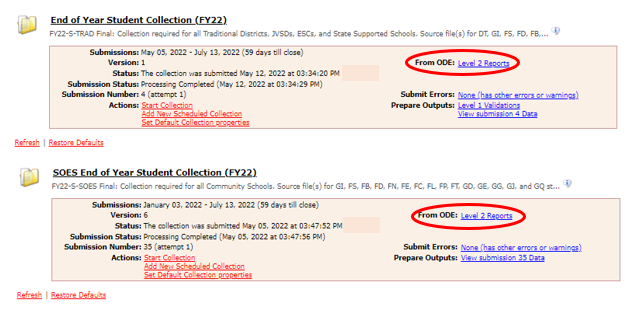 End of Year Student Collection (FY22)
FY22-S-TRAD Final: Collection required for all Traditional Districts, JVSDs, ESCs, and State Supported Schools. Source file(s) for DT, GI, FS, FD, FB,...
Submissions: May 05, 2022 - July 13, 2022 (59 days till close)
Version: 1
From ODE: Level 2 Reports
Status: The collection was submitted May 12, 2022 at 03:34:20 PM
Submission Status: Processing Completed (May 12, 2022 at 03:34:29 PM)
Submission Number: 4 (attempt 1)
Submit Errors: None (has other errors or warnings)
Actions: Start Collection
Prepare Outputs: Level 1 Validations
Add New Scheduled Collection
View submission 4 Data
Set Default Collection properties
Refresh | Restore Defaults
SOES End of Year Student Collection (FY22)
FY22-S-SOES Final: Collection required for all Community Schools. Source file(s) for GI, FS, FB, FD, FN, FE, FC, FL, FP, FT, GD, GE, GG, GJ, and GQ st...
Submissions: January 03, 2022 - July 13, 2022 (59 days till close)
Version: 6
From ODE: Level 2 Reports
Status: The collection was submitted May 05, 2022 at 03:47:52 PM
Submission Status: Processing Completed (May 05, 2022 at 03:47:56 PM)
Submission Number: 35 (attempt 1)
Submit Errors: None (has other errors or warnings)
Actions: Start Collection
Prepare Outputs: View submission 35 Data
Add New Scheduled Collection
Set Default Collection properties
Refresh | Restore Defaults